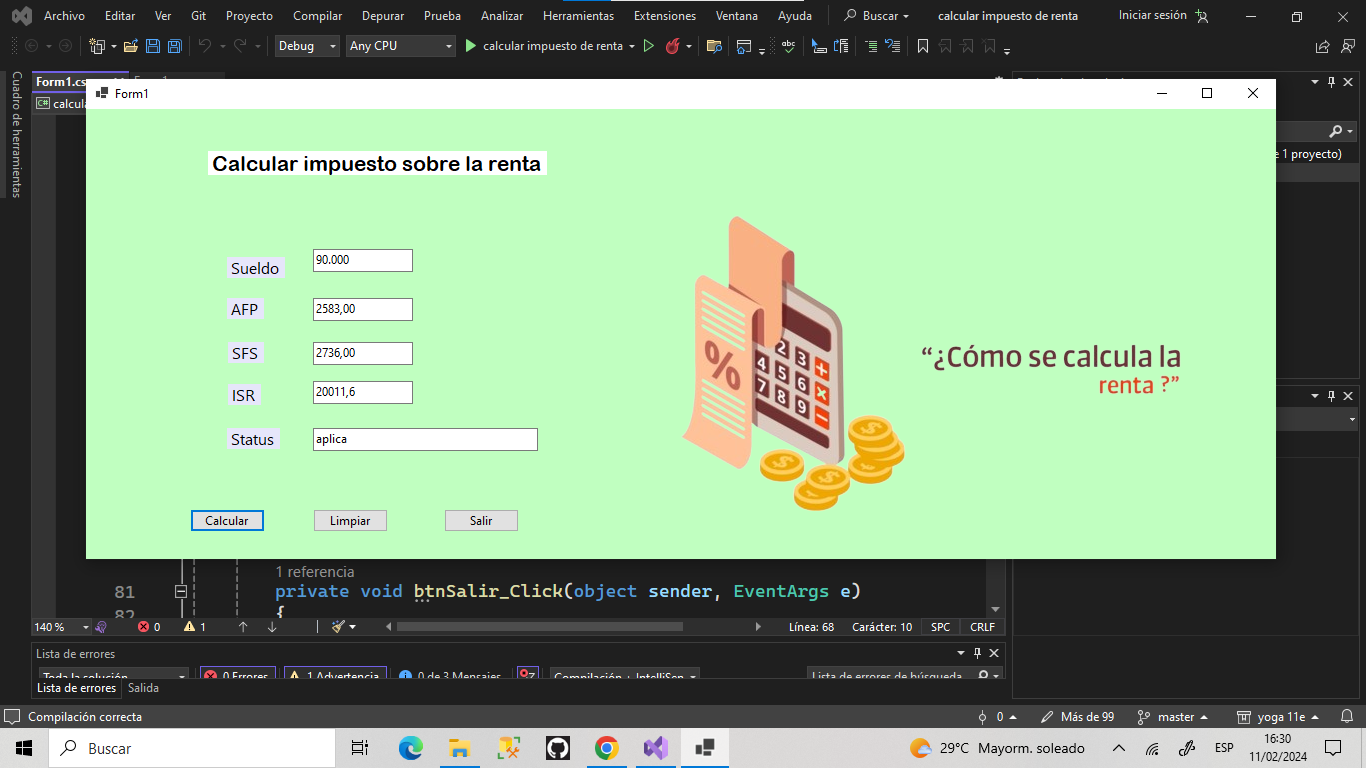 Archivo Editar Ver Git Proyecto Compilar Depurar Prueba Analizar Herramientas Extensiones Ventana Ayuda Buscar calcular impuesto de renta Iniciar sesión
Debug Any CPU calcular impuesto de renta
Cuadro de herramientas
Form1.cs
C# calcula
Form1
e 1 proyecto)
Calcular impuesto sobre la renta
Sueldo 90.000
AFP 2583,00
SFS 2736,00
ISR 20011,6
Status aplica
Calcular Limpiar Salir
%
2 3 +
4 5 6 ×
7 8 9 −
“¿Cómo se calcula la
renta ?”
1 referencia
81 private void btnSalir_Click(object sender, EventArgs e)
82 {
140 % 0 1 Línea: 68 Carácter: 10 SPC CRLF
Lista de errores
Toda la solución 0 Errores 1 Advertencia 0 de 3 Mensajes Compilación + IntelliSen Lista de errores de búsqueda
Lista de errores Salida
Compilación correcta 0 Más de 99 master yoga 11e
Buscar 29°C Mayorm. soleado ESP 16:30
11/02/2024